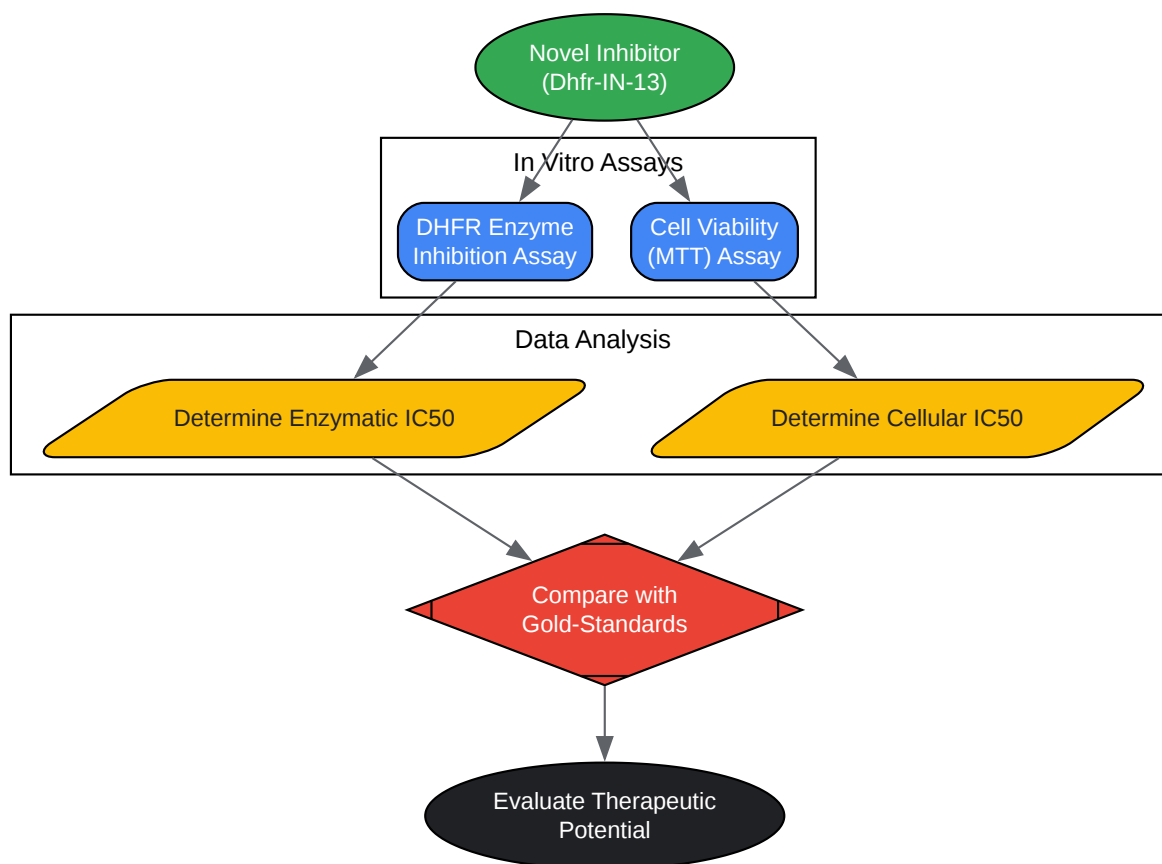 Novel Inhibitor
(Dhfr-IN-13)
In Vitro Assays
DHFR Enzyme
Inhibition Assay
Cell Viability
(MTT) Assay
Data Analysis
Determine Enzymatic IC50
Determine Cellular IC50
Compare with
Gold-Standards
Evaluate Therapeutic
Potential